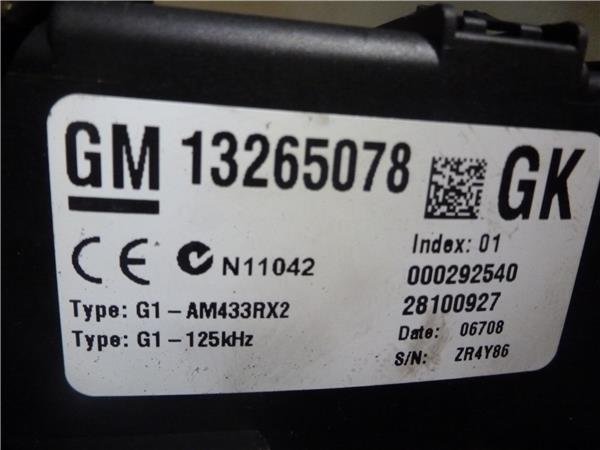 GM 13265078 GK
CE N11042
Index: 01
000292540
Type: G1-AM433RX2
28100927
Type: G1-125kHz
Date: 06708
S/N: ZR4Y86